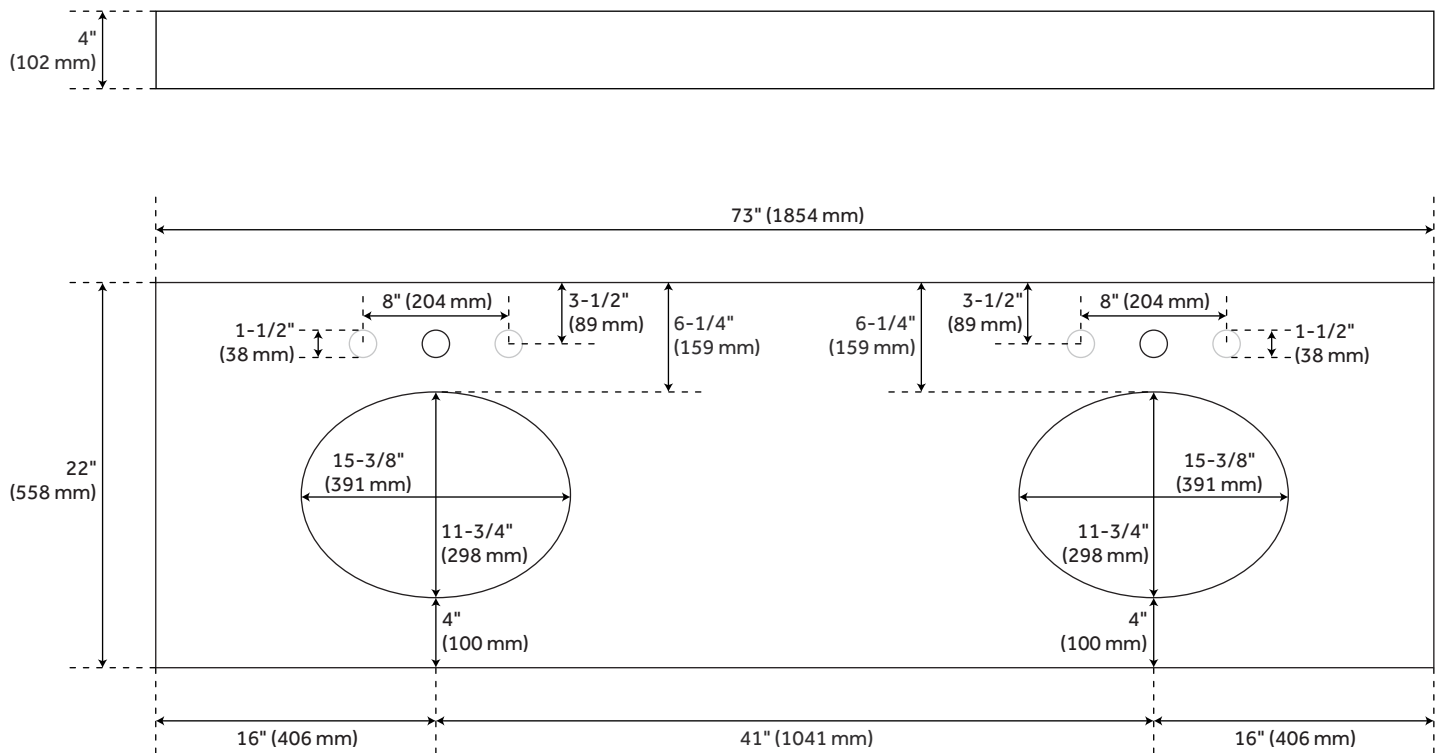 4"
(102 mm)
73" (1854 mm)
8" (204 mm)
3-1/2"
(89 mm)
6-1/4"
(159 mm)
1-1/2"
(38 mm)
6-1/4"
(159 mm)
3-1/2"
(89 mm)
8" (204 mm)
1-1/2"
(38 mm)
22"
(558 mm)
15-3/8"
(391 mm)
11-3/4"
(298 mm)
4"
(100 mm)
15-3/8"
(391 mm)
11-3/4"
(298 mm)
4"
(100 mm)
16" (406 mm)
41" (1041 mm)
16" (406 mm)